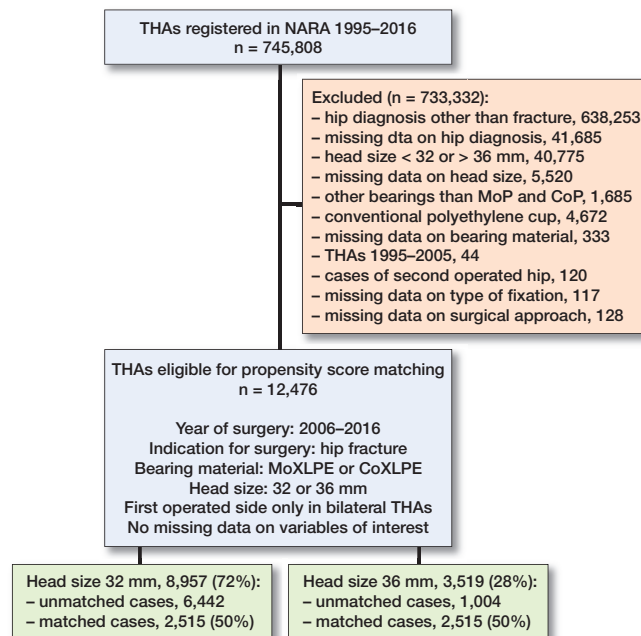 THAs registered in NARA 1995–2016
n = 745,808
Excluded (n = 733,332):
– hip diagnosis other than fracture, 638,253
– missing dta on hip diagnosis, 41,685
– head size < 32 or > 36 mm, 40,775
– missing data on head size, 5,520
– other bearings than MoP and CoP, 1,685
– conventional polyethylene cup, 4,672
– missing data on bearing material, 333
– THAs 1995–2005, 44
– cases of second operated hip, 120
– missing data on type of fixation, 117
– missing data on surgical approach, 128
THAs eligible for propensity score matching
n = 12,476
Year of surgery: 2006–2016
Indication for surgery: hip fracture
Bearing material: MoXLPE or CoXLPE
Head size: 32 or 36 mm
First operated side only in bilateral THAs
No missing data on variables of interest
Head size 32 mm, 8,957 (72%):
– unmatched cases, 6,442
– matched cases, 2,515 (50%)
Head size 36 mm, 3,519 (28%):
– unmatched cases, 1,004
– matched cases, 2,515 (50%)